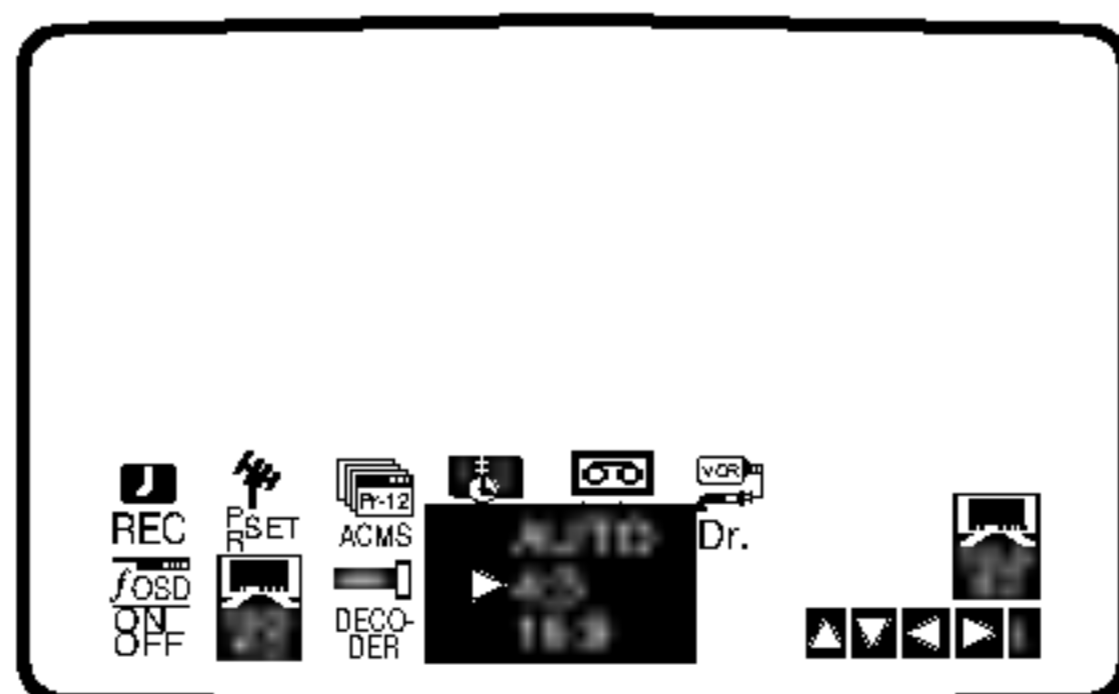 REC
PR SET
Pr-12
ACMS
VCR
Dr.
f OSD
ON
OFF
DECO-
DER
AUTO
4:3
16:9